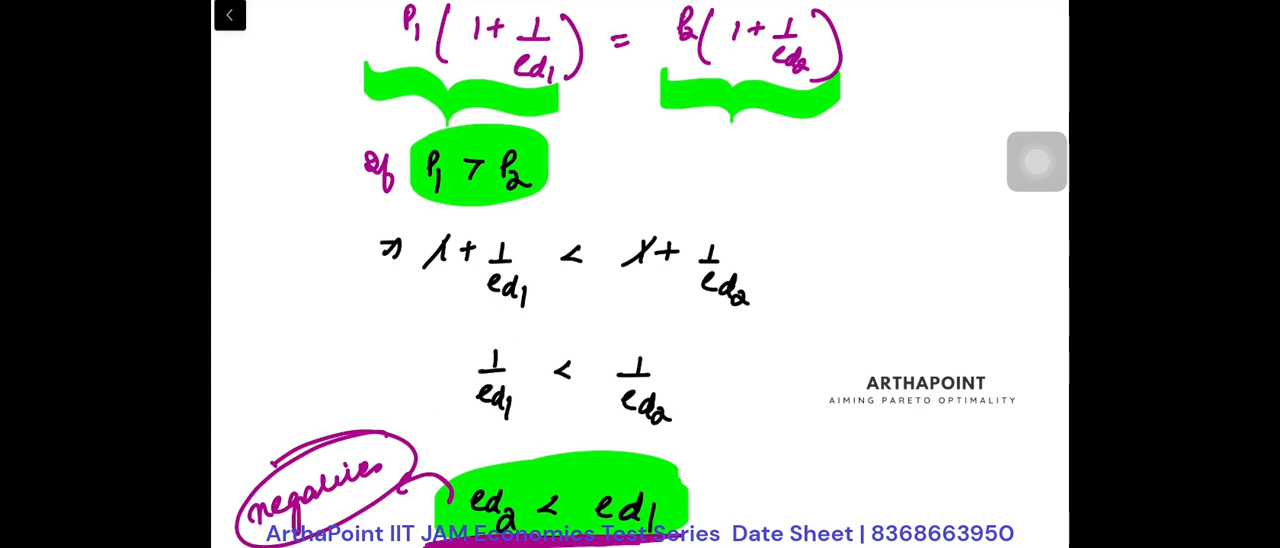 P₁ ( 1 + 1/ed₁ ) = P₂ ( 1 + 1/ed₂ )
If P₁ > P₂
⇒ 1 + 1/ed₁ < 1 + 1/ed₂
1/ed₁ < 1/ed₂
ARTHAPOINT
AIMING PARETO OPTIMALITY
negatives
ed₂ < ed₁
ArthaPoint IIT JAM Economics Test Series Date Sheet | 8368663950